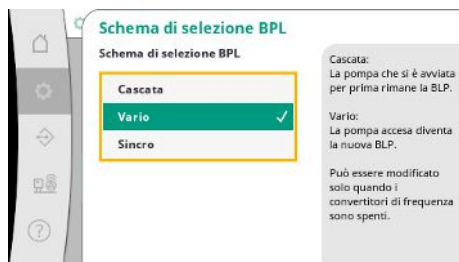 Schema di selezione BPL
Schema di selezione BPL
Cascata
Vario
Sincro
Cascata:
La pompa che si è avviata
per prima rimane la BLP.
Vario:
La pompa accesa diventa
la nuova BLP.
Può essere modificato
solo quando i
convertitori di frequenza
sono spenti.